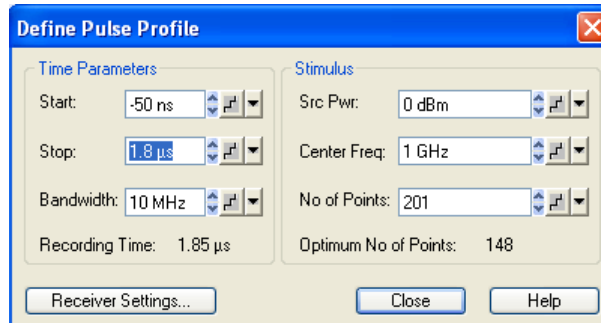 Define Pulse Profile
Time Parameters
Start: -50 ns
Stop: 1.8 µs
Bandwidth: 10 MHz
Recording Time: 1.85 µs
Stimulus
Src Pwr: 0 dBm
Center Freq: 1 GHz
No of Points: 201
Optimum No of Points: 148
Receiver Settings...
Close
Help